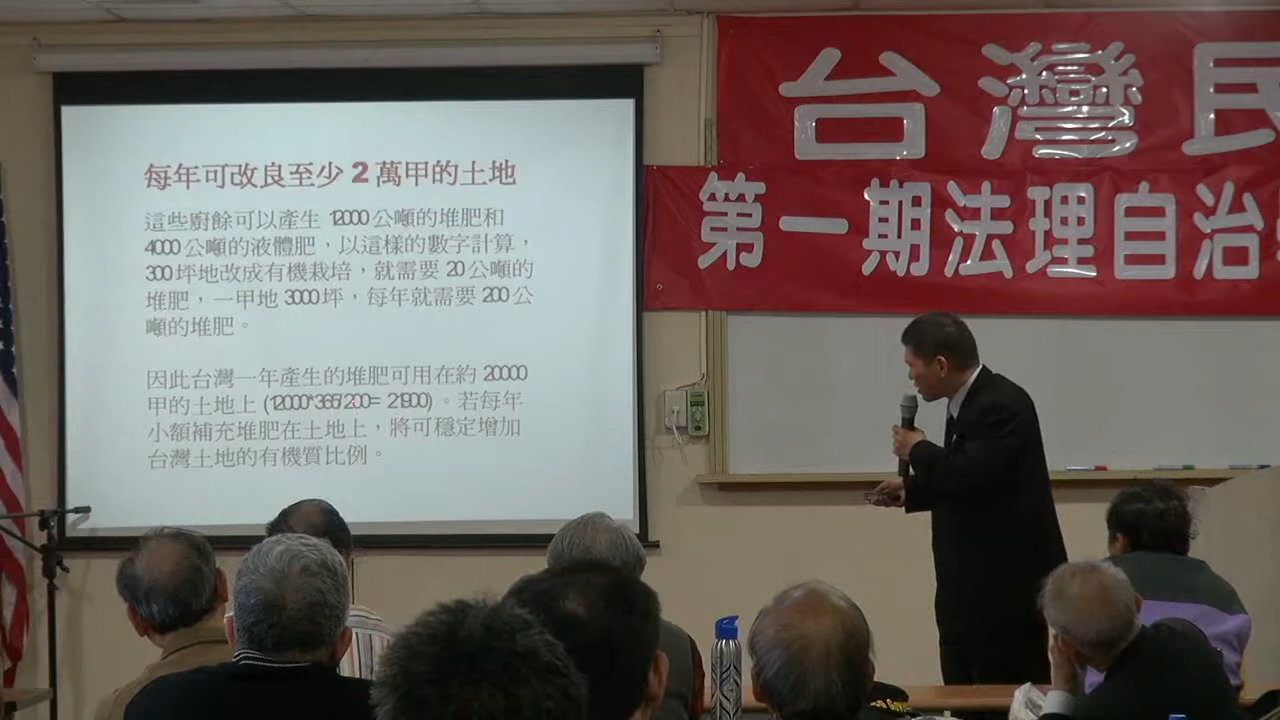 每年可改良至少 2 萬甲的土地
這些廚餘可以產生 12000 公噸的堆肥和
4000 公噸的液體肥,以這樣的數字計算,
300 坪地改成有機栽培,就需要 20 公噸的
堆肥,一甲地 3000 坪,每年就需要 200 公
噸的堆肥。
因此台灣一年產生的堆肥可用在約 20000
甲的土地上 (12000*365/200= 21900)。若每年
小額補充堆肥在土地上,將可穩定增加
台灣土地的有機質比例。
台灣民
第一期法理自治